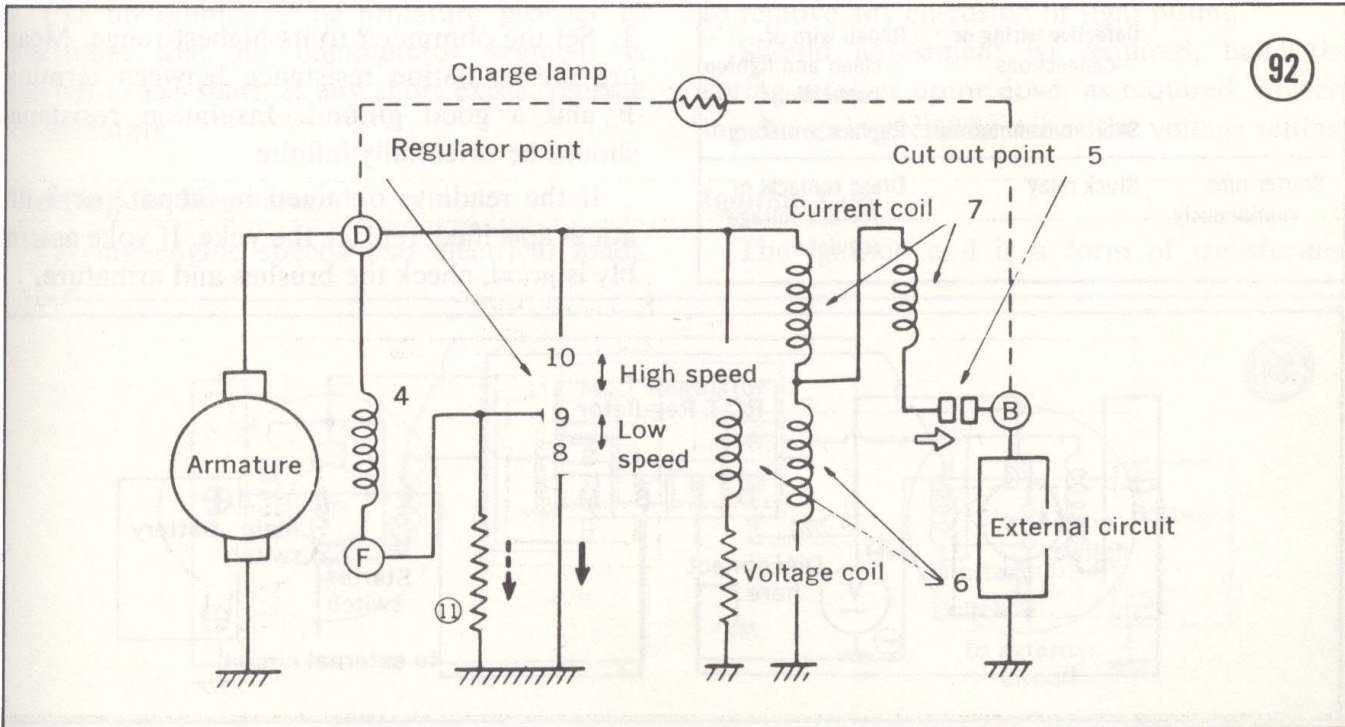 92
Charge lamp
Regulator point
Cut out point 5
Current coil 7
D
10
High speed
4
9
Low
8
speed
B
Armature
External circuit
F
Voltage coil
6
11